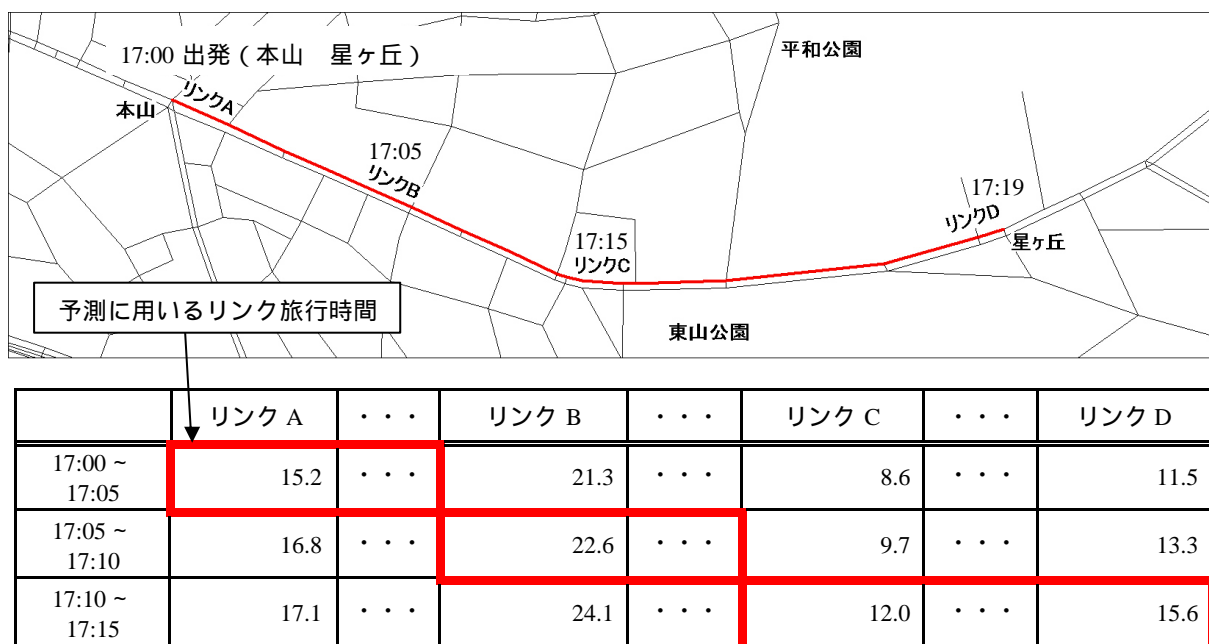 17:00 出発(本山 星ヶ丘)
平和公園
リンクA
本山
17:05
リンクB
17:19
リンクD
17:15
リンクC
星ヶ丘
予測に用いるリンク旅行時間
東山公園
リンク A ・・・ リンク B ・・・ リンク C ・・・ リンク D
17:00 ~
17:05
15.2 ・・・ 21.3 ・・・ 8.6 ・・・ 11.5
17:05 ~
17:10
16.8 ・・・ 22.6 ・・・ 9.7 ・・・ 13.3
17:10 ~
17:15
17.1 ・・・ 24.1 ・・・ 12.0 ・・・ 15.6